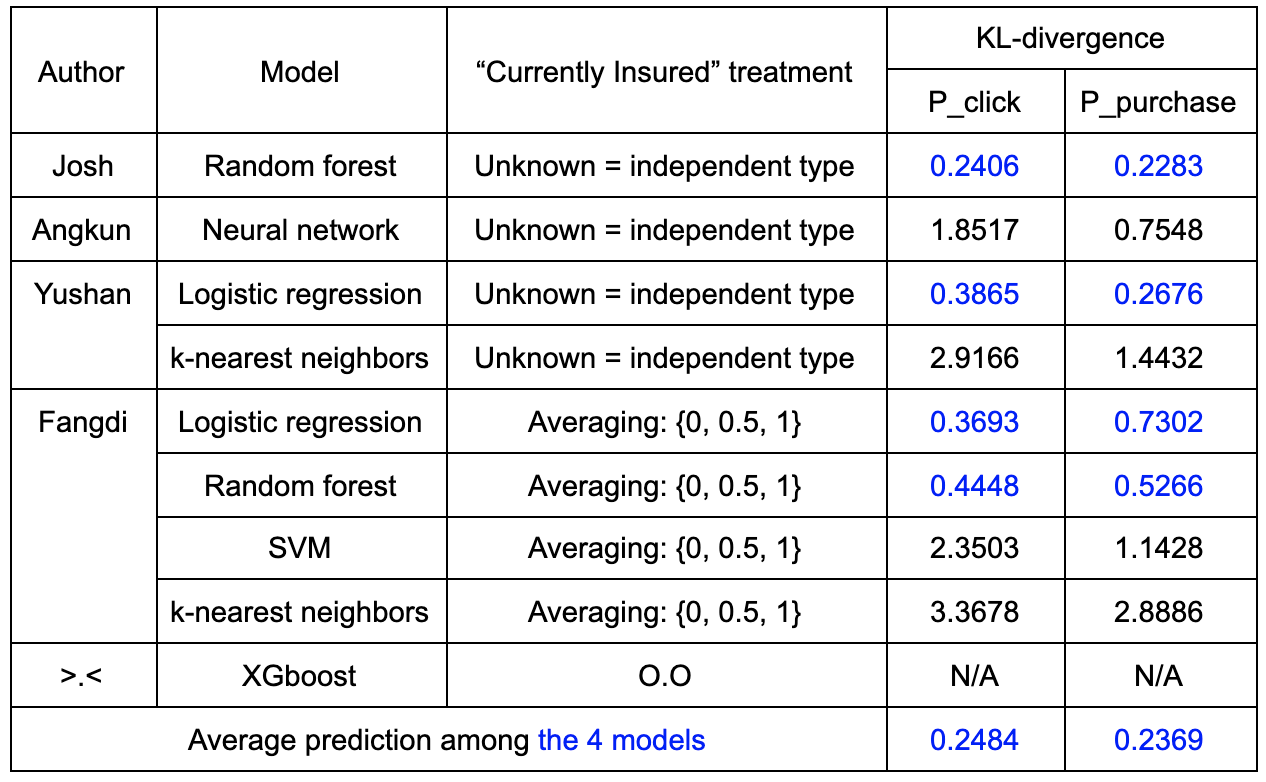 Author Model “Currently Insured” treatment KL-divergence
P_click P_purchase
Josh Random forest Unknown = independent type 0.2406 0.2283
Angkun Neural network Unknown = independent type 1.8517 0.7548
Yushan Logistic regression Unknown = independent type 0.3865 0.2676
k-nearest neighbors Unknown = independent type 2.9166 1.4432
Fangdi Logistic regression Averaging: {0, 0.5, 1} 0.3693 0.7302
Random forest Averaging: {0, 0.5, 1} 0.4448 0.5266
SVM Averaging: {0, 0.5, 1} 2.3503 1.1428
k-nearest neighbors Averaging: {0, 0.5, 1} 3.3678 2.8886
>.< XGboost O.O N/A N/A
Average prediction among the 4 models 0.2484 0.2369